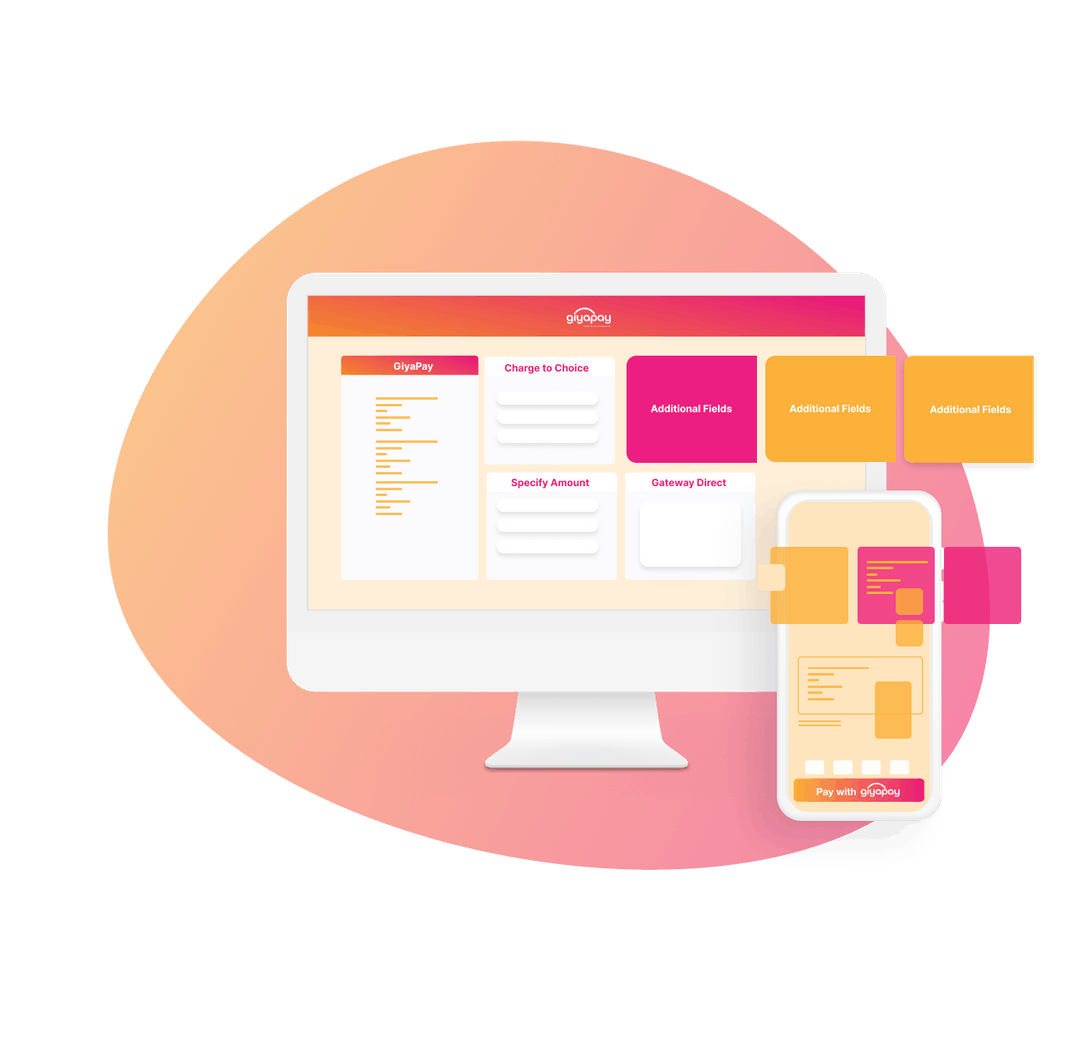 giyapay
GiyaPay
Charge to Choice
Additional Fields
Additional Fields
Additional Fields
Specify Amount
Gateway Direct
Pay with giyapay